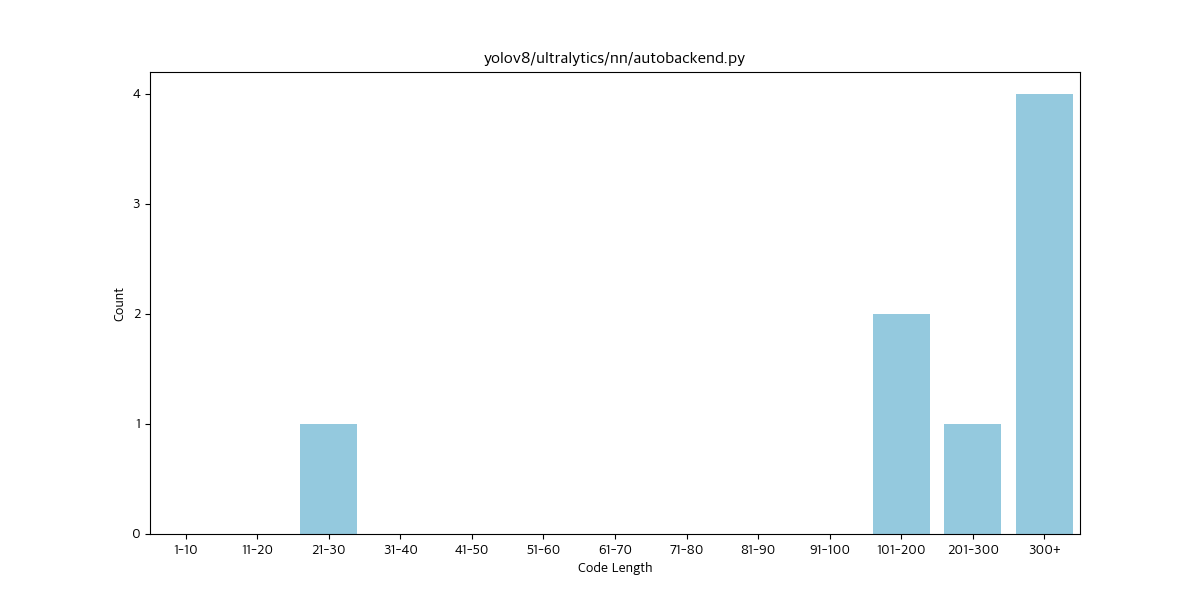 yolov8/ultralytics/nn/autobackend.py
4
3
2
1
0
Count
1-10 11-20 21-30 31-40 41-50 51-60 61-70 71-80 81-90 91-100 101-200 201-300 300+
Code Length